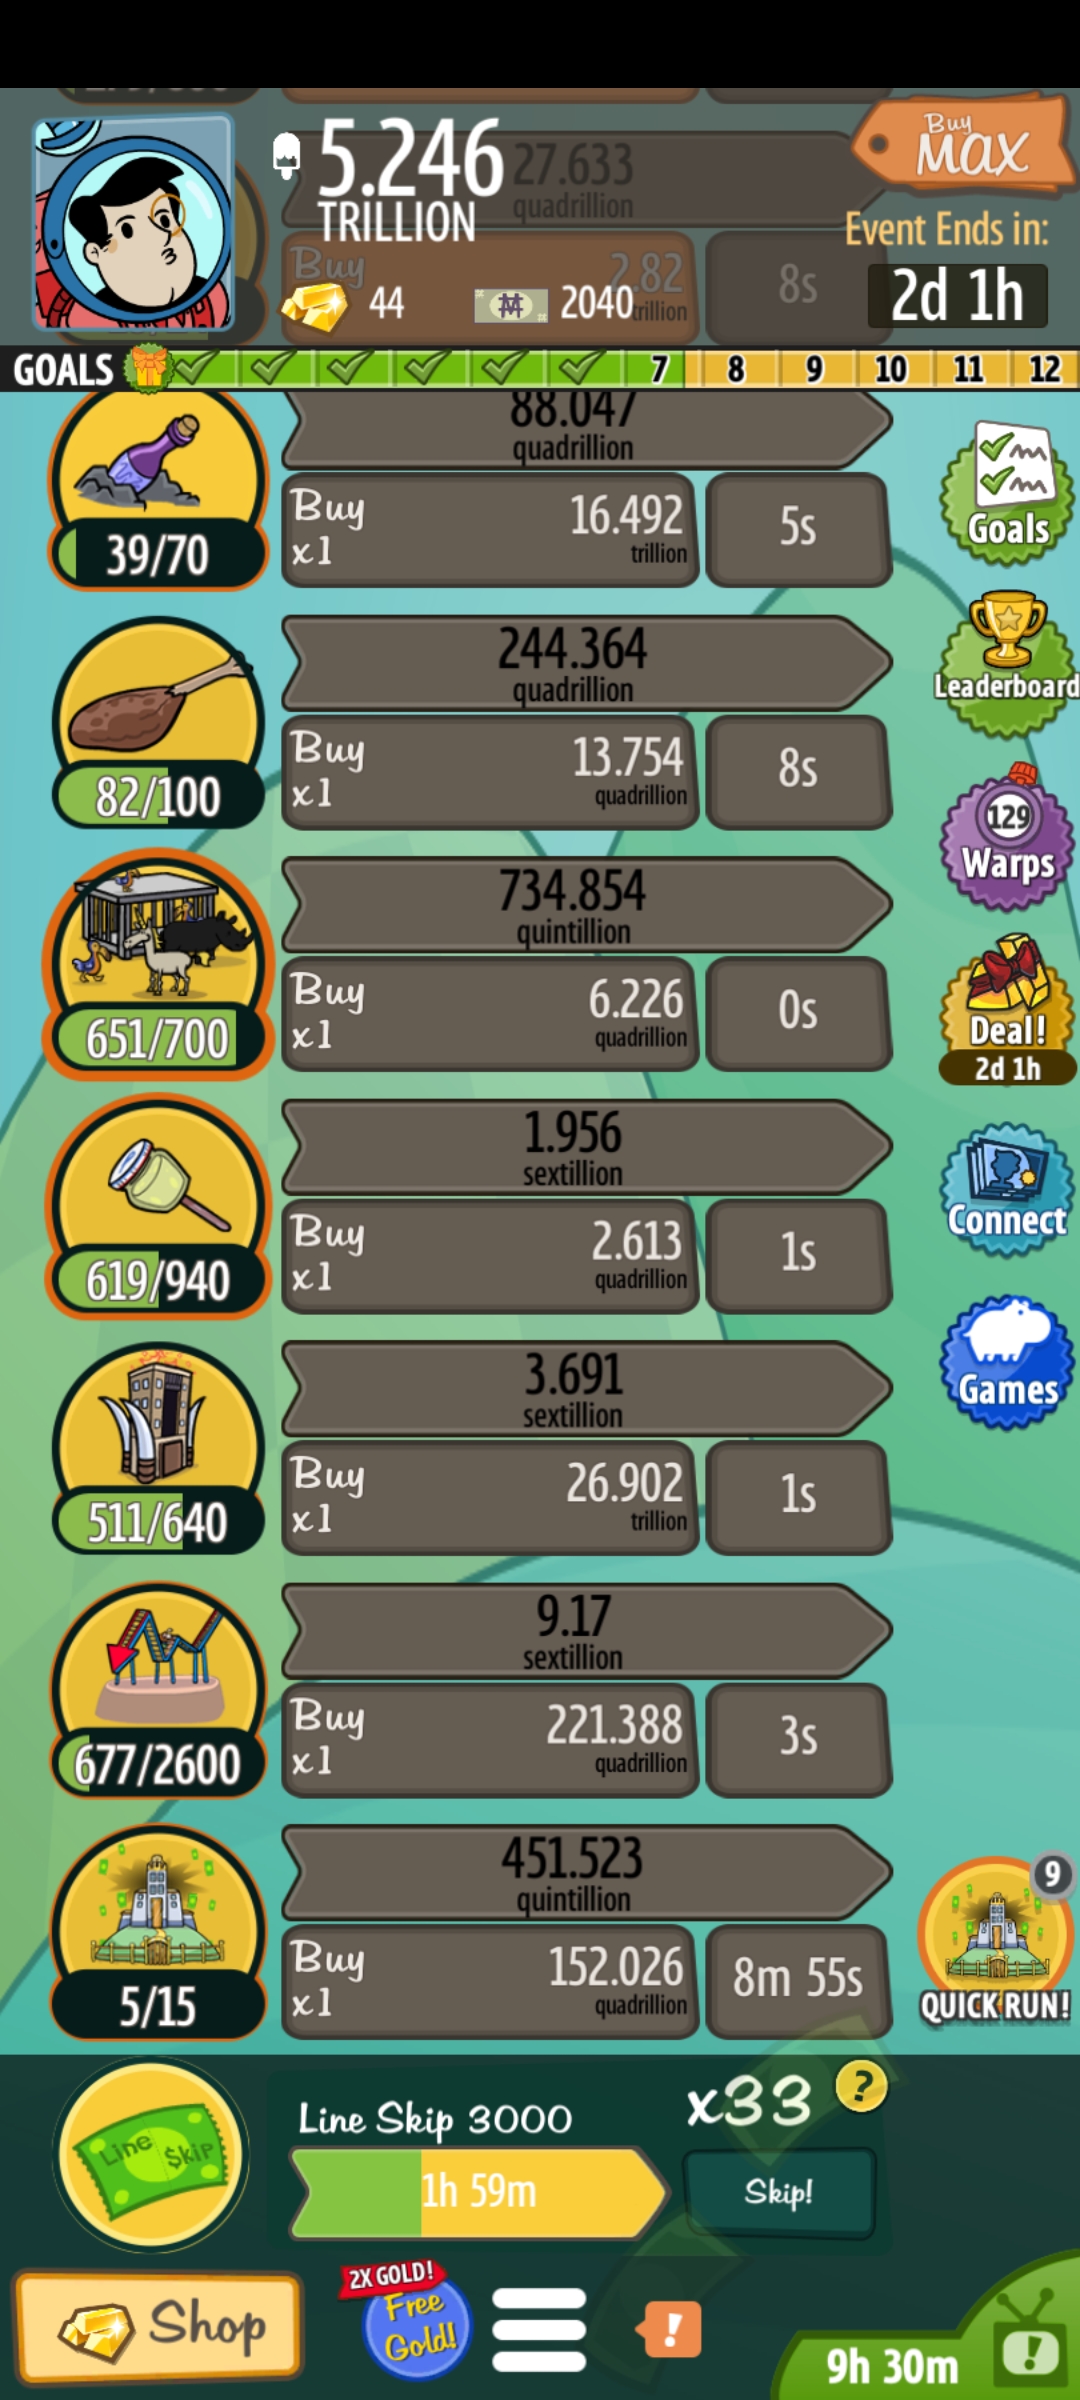 5.246
TRILLION
27.633
quadrillion
Buy
MAX
Event Ends in:
2d 1h
Buy
2.82
trillion
8s
44
2040
GOALS
7
8
9
10
11
12
88.047
quadrillion
Buy
x1
16.492
trillion
5s
39/70
Goals
244.364
quadrillion
Leaderboard
Buy
x1
13.754
quadrillion
8s
82/100
129
Warps
734.854
quintillion
Buy
x1
6.226
quadrillion
0s
651/700
Deal!
2d 1h
1.956
sextillion
Buy
x1
2.613
quadrillion
1s
619/940
Connect
3.691
sextillion
Games
Buy
x1
26.902
trillion
1s
511/640
9.17
sextillion
Buy
x1
221.388
quadrillion
3s
677/2600
451.523
quintillion
9
Buy
x1
152.026
quadrillion
8m 55s
5/15
QUICK RUN!
Line $kip
Line Skip 3000
x33
?
1h 59m
Skip!
Shop
2X GOLD!
Free
Gold!
!
9h 30m
!